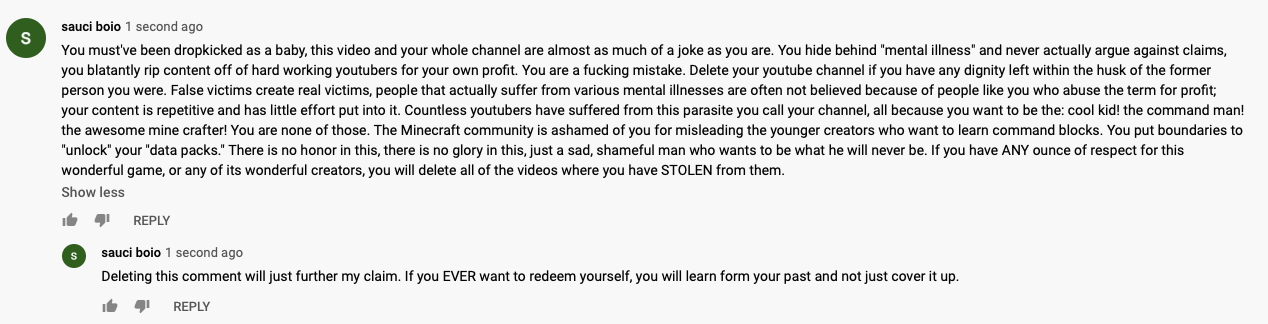 S
sauci boio 1 second ago
You must've been dropkicked as a baby, this video and your whole channel are almost as much of a joke as you are. You hide behind "mental illness" and never actually argue against claims,
you blatantly rip content off of hard working youtubers for your own profit. You are a fucking mistake. Delete your youtube channel if you have any dignity left within the husk of the former
person you were. False victims create real victims, people that actually suffer from various mental illnesses are often not believed because of people like you who abuse the term for profit;
your content is repetitive and has little effort put into it. Countless youtubers have suffered from this parasite you call your channel, all because you want to be the: cool kid! the command man!
the awesome mine crafter! You are none of those. The Minecraft community is ashamed of you for misleading the younger creators who want to learn command blocks. You put boundaries to
"unlock" your "data packs." There is no honor in this, there is no glory in this, just a sad, shameful man who wants to be what he will never be. If you have ANY ounce of respect for this
wonderful game, or any of its wonderful creators, you will delete all of the videos where you have STOLEN from them.
Show less
REPLY
S
sauci boio 1 second ago
Deleting this comment will just further my claim. If you EVER want to redeem yourself, you will learn form your past and not just cover it up.
REPLY